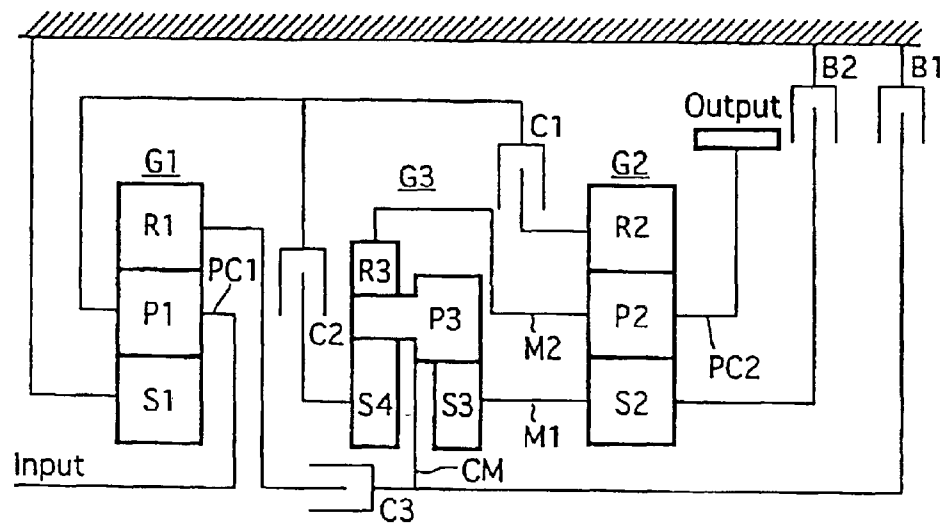 B2
B1
Output
C1
G1
G3
G2
R1
R2
PC1
R3
P1
P3
P2
C2
M2
PC2
S1
S4
S3
S2
M1
Input
CM
C3